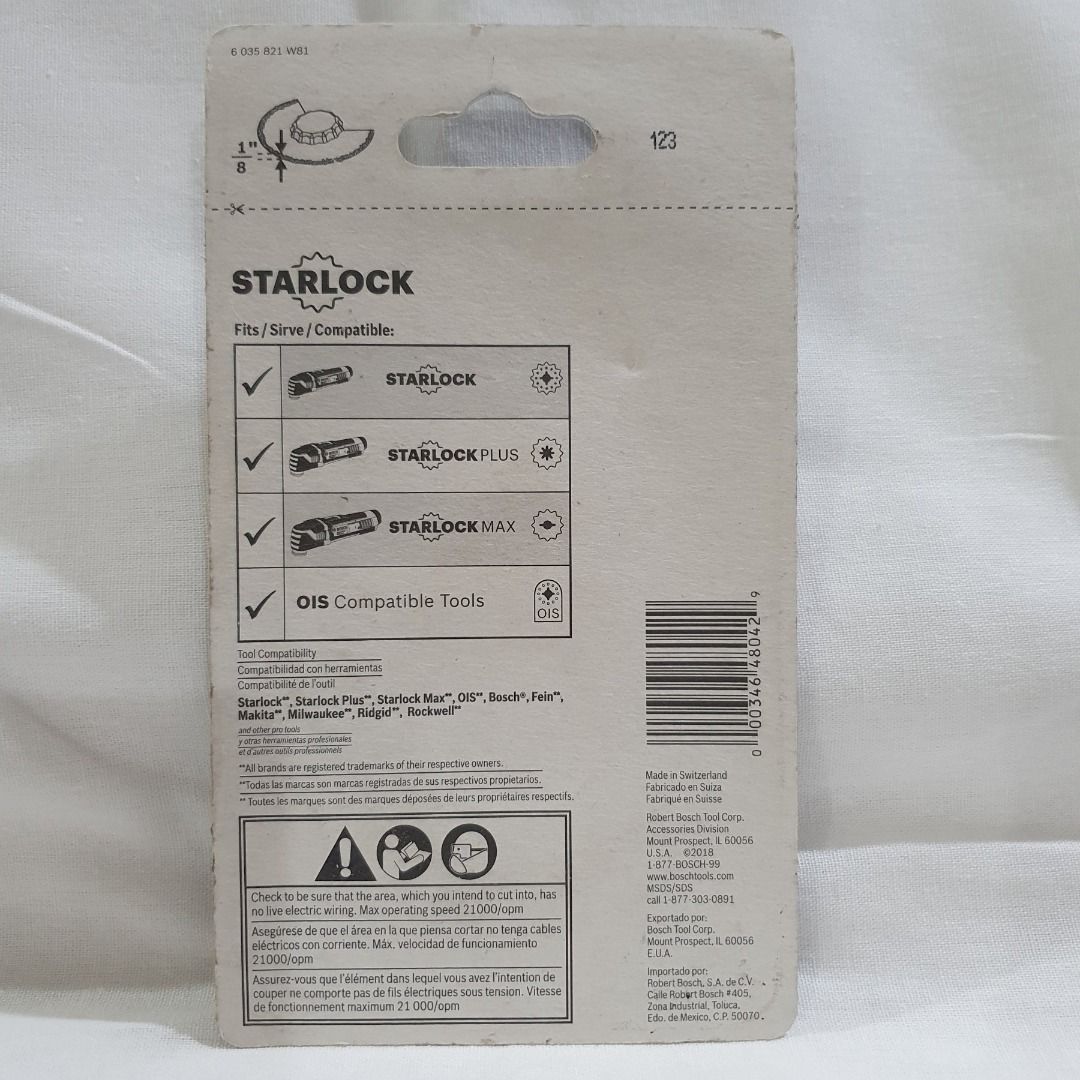 6 035 821 W81
1"
8
123
STARLOCK
Fits / Sirve / Compatible:
STARLOCK
STARLOCK PLUS
STARLOCK MAX
OIS Compatible Tools
OIS
Tool Compatibility
Compatibilidad con herramientas
Compatibilité de l'outil
Starlock**, Starlock Plus**, Starlock Max**, OIS**, Bosch®, Fein**,
Makita**, Milwaukee**, Ridgid**, Rockwell**
and other pro tools
y otras herramientas profesionales
et d'autres outils professionnels
**All brands are registered trademarks of their respective owners.
**Todas las marcas son marcas registradas de sus respectivos propietarios.
** Toutes les marques sont des marques déposées de leurs propriétaires respectifs.
Check to be sure that the area, which you intend to cut into, has
no live electric wiring. Max operating speed 21000/opm
Asegúrese de que el área en la que piensa cortar no tenga cables
eléctricos con corriente. Máx. velocidad de funcionamiento
21000/opm
Assurez-vous que l'élément dans lequel vous avez l'intention de
couper ne comporte pas de fils électriques sous tension. Vitesse
de fonctionnement maximum 21 000/opm
0 00346 48042 9
Made in Switzerland
Fabricado en Suiza
Fabriqué en Suisse
Robert Bosch Tool Corp.
Accessories Division
Mount Prospect, IL 60056
U.S.A. ©2018
1-877-BOSCH-99
www.boschtools.com
MSDS/SDS
call 1-877-303-0891
Exportado por:
Bosch Tool Corp.
Mount Prospect, IL 60056
E.U.A.
Importado por:
Robert Bosch, S.A. de C.V.
Calle Robert Bosch #405,
Zona Industrial, Toluca,
Edo. de Mexico, C.P. 50070.